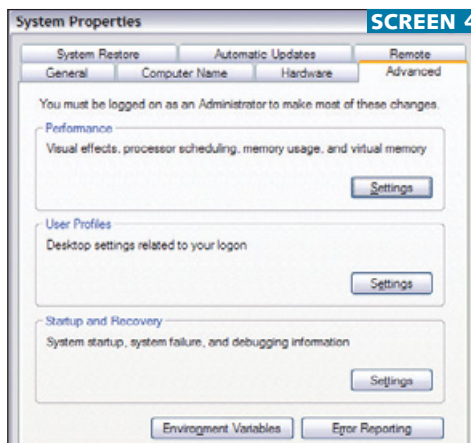 System Properties
SCREEN 4
System Restore
Automatic Updates
Remote
General
Computer Name
Hardware
Advanced
You must be logged on as an Administrator to make most of these changes.
Performance
Visual effects, processor scheduling, memory usage, and virtual memory
Settings
User Profiles
Desktop settings related to your logon
Settings
Startup and Recovery
System startup, system failure, and debugging information
Settings
Environment Variables
Error Reporting